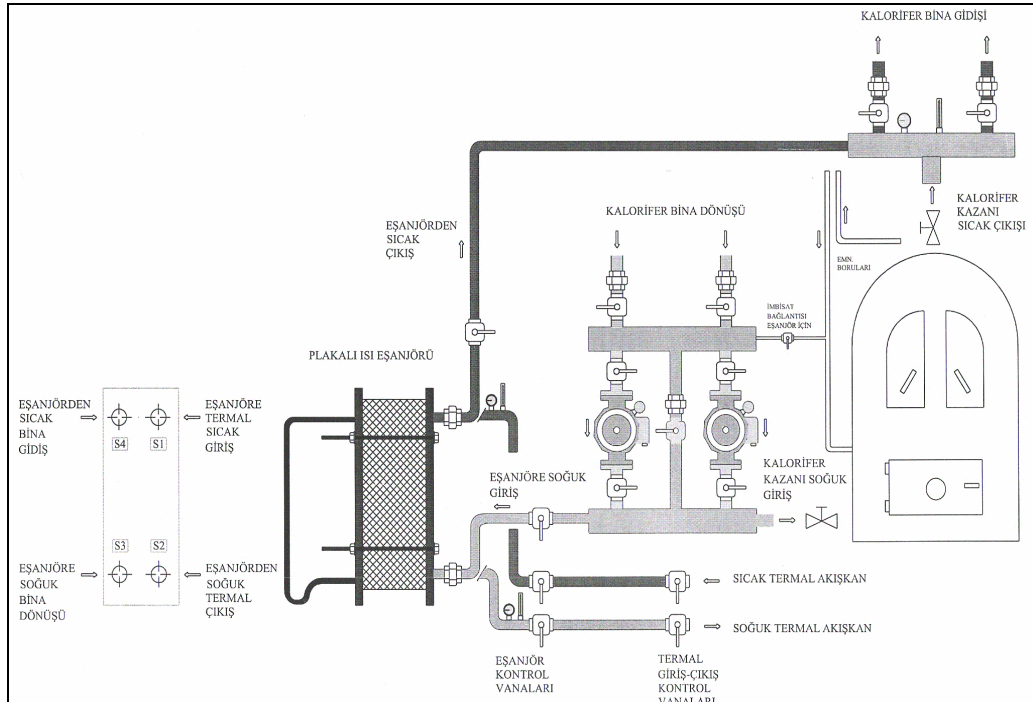 KALORİFER BİNA GİDİŞİ
KALORİFER
KAZANI
SICAK ÇIKIŞI
KALORİFER BİNA DÖNÜŞÜ
EŞANJÖRDEN
SICAK
ÇIKIŞ
EMN.
BORULARI
İMBİSAT
BAĞLANTISI
EŞANJÖR İÇİN
PLAKALI ISI EŞANJÖRÜ
EŞANJÖRDEN
SICAK
BİNA
GİDİŞ
S4
S1
EŞANJÖRE
TERMAL
SICAK
GİRİŞ
EŞANJÖRE SOĞUK
GİRİŞ
KALORİFER
KAZANI SOĞUK
GİRİŞ
S3
S2
EŞANJÖRE
SOĞUK
BİNA
DÖNÜŞÜ
EŞANJÖRDEN
SOĞUK
TERMAL
ÇIKIŞ
SICAK TERMAL AKIŞKAN
SOĞUK TERMAL AKIŞKAN
EŞANJÖR
KONTROL
VANALARI
TERMAL
GİRİŞ-ÇIKIŞ
KONTROL
VANALARI